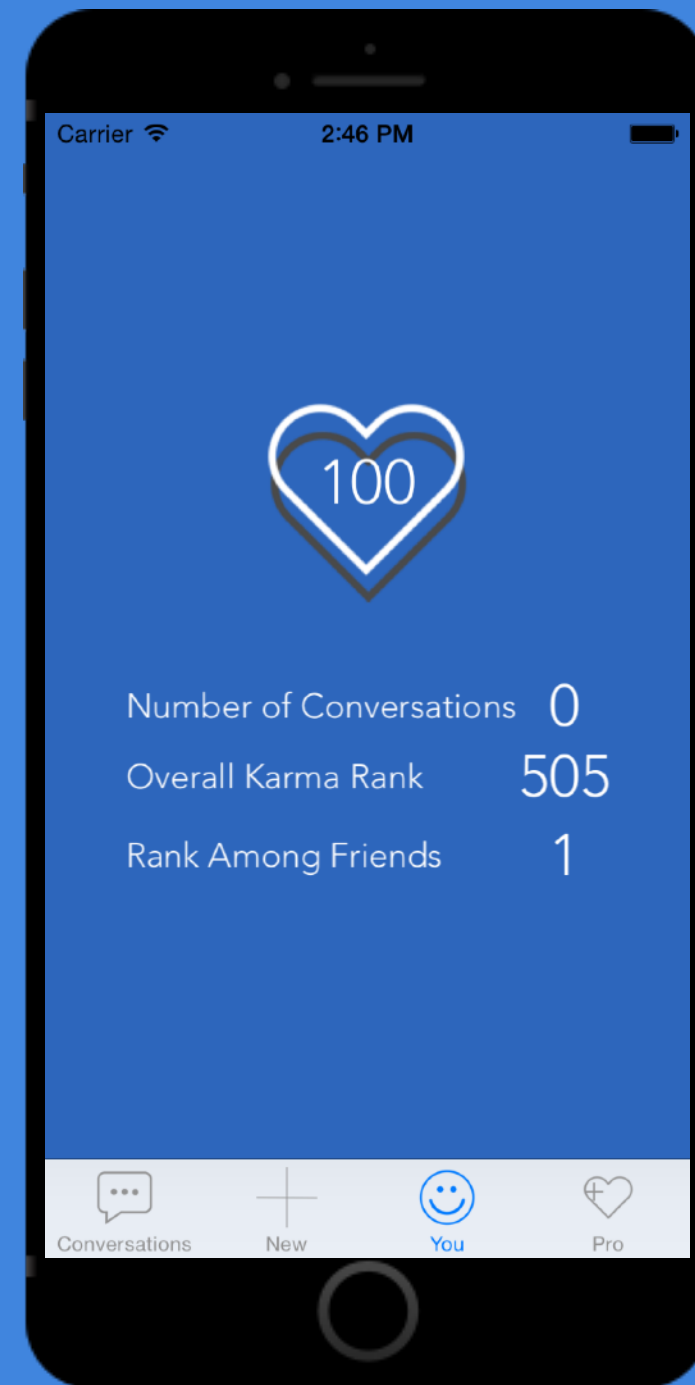 Carrier 2:46 PM
100
Number of Conversations 0
Overall Karma Rank 505
Rank Among Friends 1
Conversations New You Pro